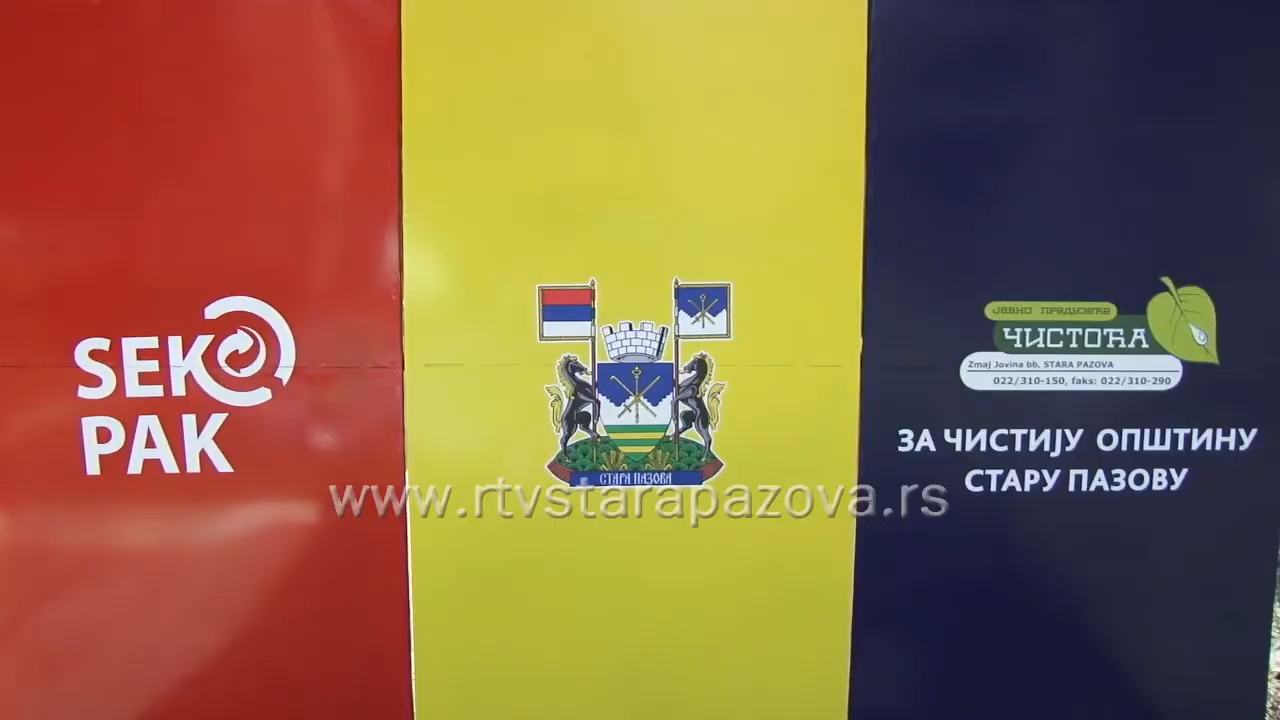 SEKO
PAK
СТАРА ПАЗОВА
ЈАВНО ПРЕДУЗЕЋЕ
ЧИСТОЋА
Zmaj Jovina bb, STARA PAZOVA
022/310-150, faks: 022/310-290
ЗА ЧИСТИЈУ ОПШТИНУ
СТАРУ ПАЗОВУ
www.rtvstarapazova.rs